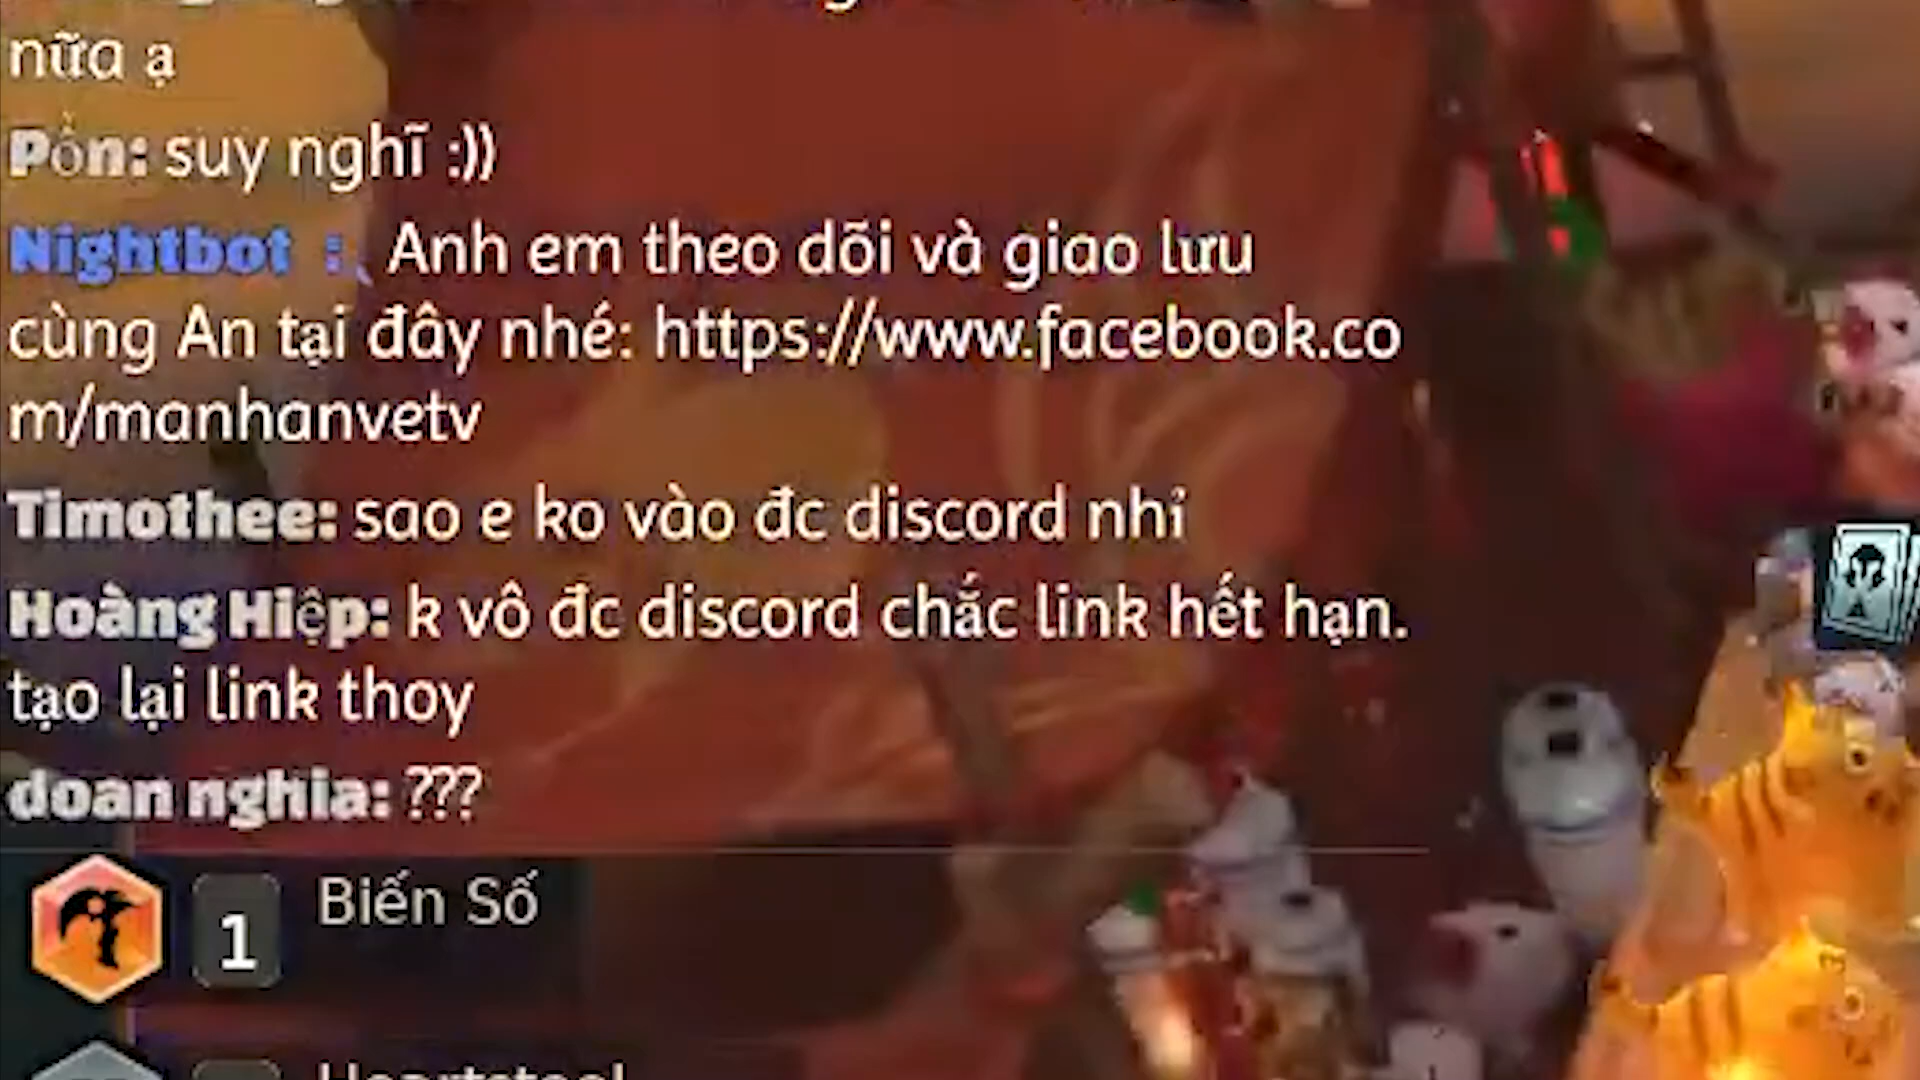 nữa ạ
Pổn: suy nghĩ :))
Nightbot : Anh em theo dõi và giao lưu
cùng An tại đây nhé: https://www.facebook.co
m/manhanvetv
Timothee: sao e ko vào đc discord nhỉ
Hoàng Hiệp: k vô đc discord chắc link hết hạn.
tạo lại link thoy
doan nghia: ???
1 Biến Số